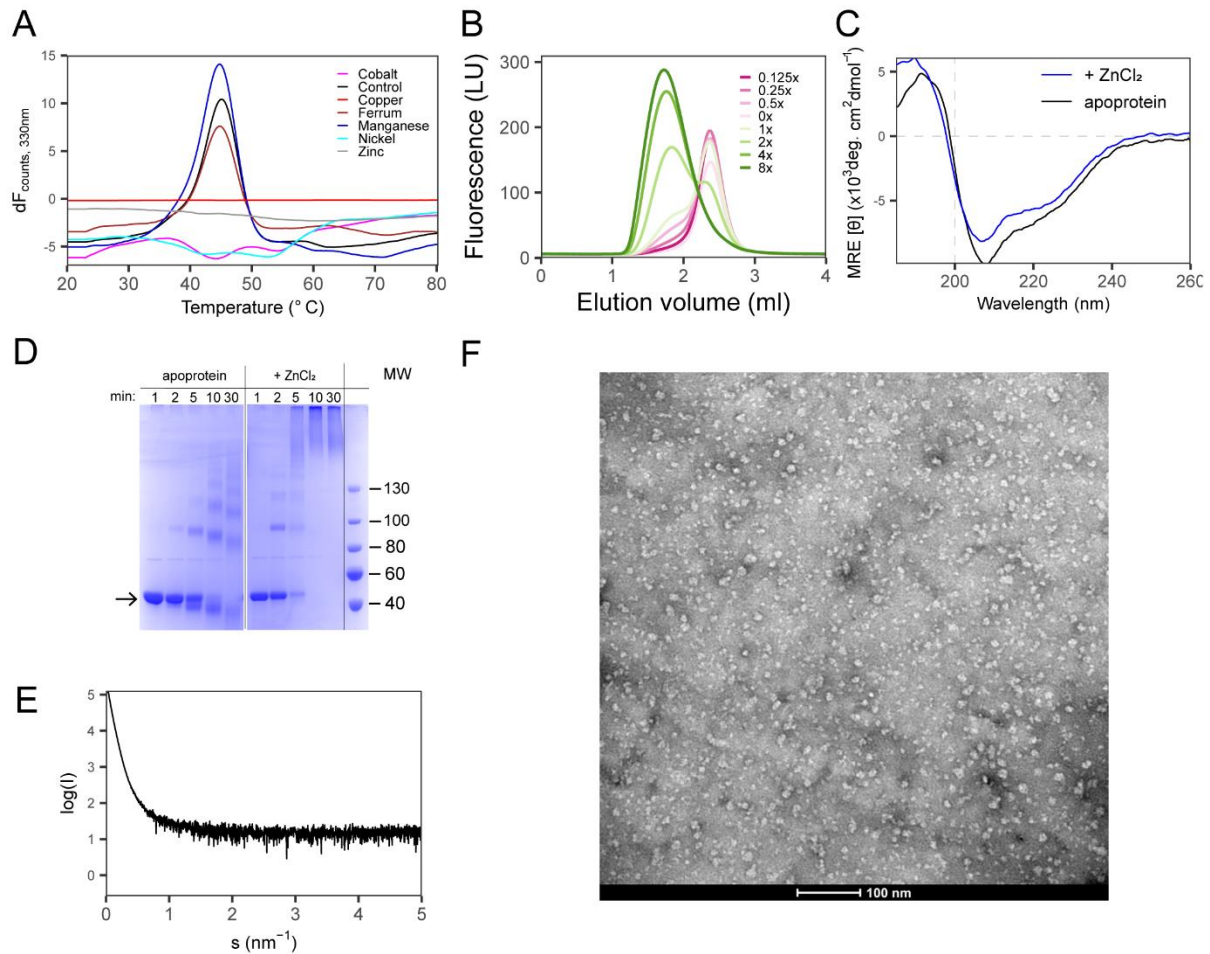 A
15
10
5
0
-5
20 30 40 50 60 70 80
dF counts, 330nm
Temperature (° C)
Cobalt
Control
Copper
Ferrum
Manganese
Nickel
Zinc
B
300
200
100
0
0 1 2 3 4
Fluorescence (LU)
Elution volume (ml)
0.125x
0.25x
0.5x
0x
1x
2x
4x
8x
C
5
0
-5
200 220 240 260
MRE [θ] (x10³deg. cm²dmol⁻¹)
Wavelength (nm)
+ ZnCl₂
apoprotein
D
apoprotein + ZnCl₂ MW
min: 1 2 5 10 30 1 2 5 10 30
130
100
80
60
40
E
5
4
3
2
1
0
0 1 2 3 4 5
log(I)
s (nm⁻¹)
F
100 nm